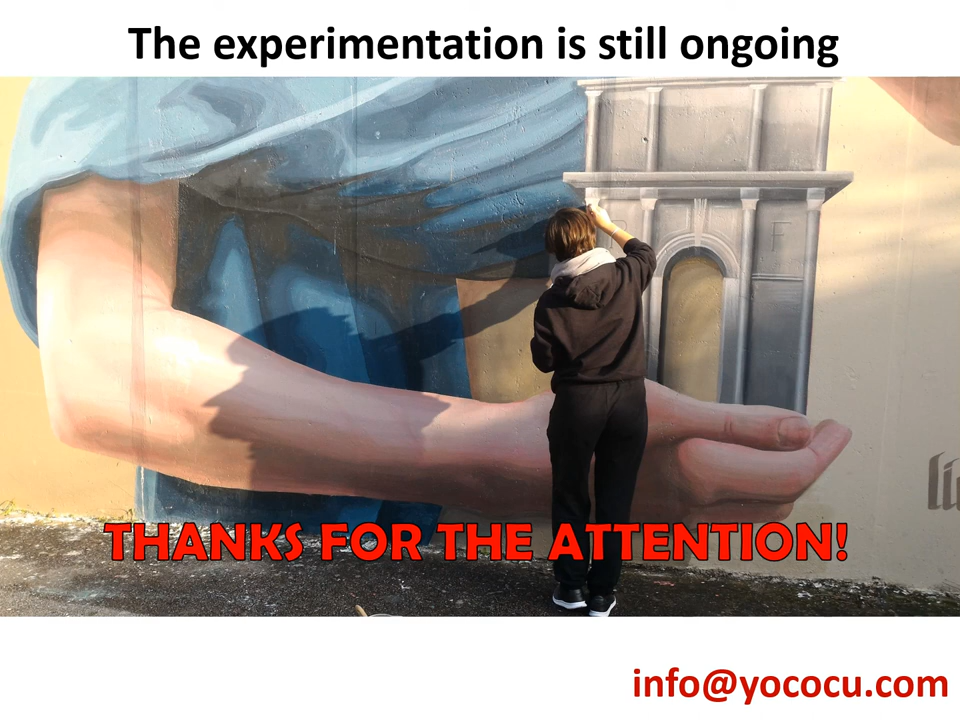 The experimentation is still ongoing
F
THANKS FOR THE ATTENTION!
info@yococu.com